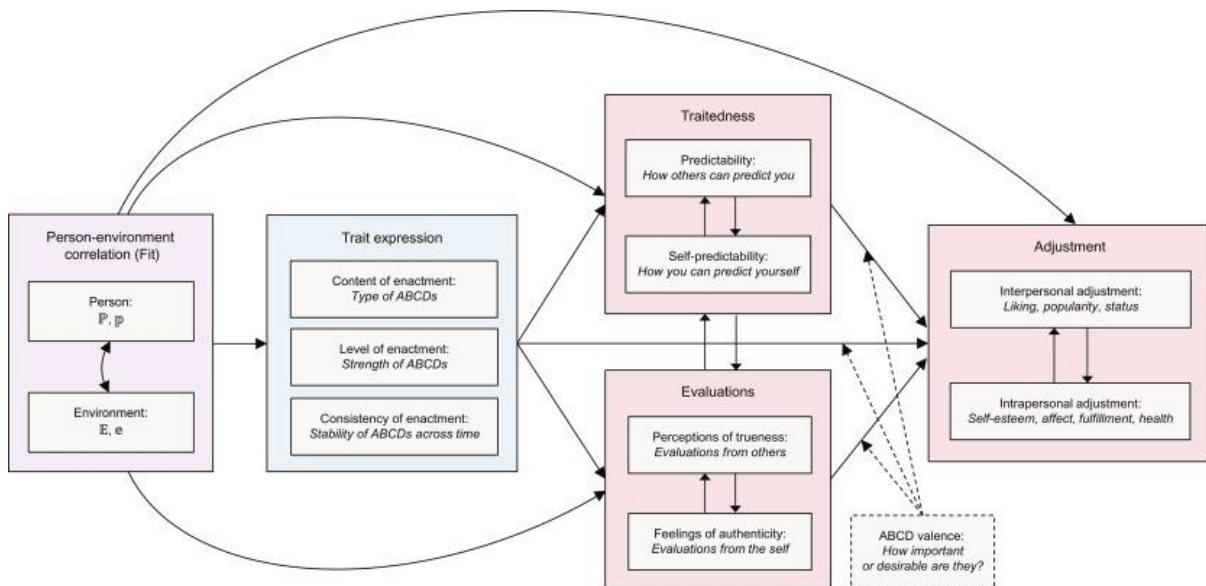 Person-environment
correlation (Fit)
Person:
ℙ, 𝕡
Environment:
𝔼, 𝕖
Trait expression
Content of enactment:
Type of ABCDs
Level of enactment:
Strength of ABCDs
Consistency of enactment:
Stability of ABCDs across time
Traitedness
Predictability:
How others can predict you
Self-predictability:
How you can predict yourself
Evaluations
Perceptions of trueness:
Evaluations from others
Feelings of authenticity:
Evaluations from the self
ABCD valence:
How important
or desirable are they?
Adjustment
Interpersonal adjustment:
Liking, popularity, status
Intrapersonal adjustment:
Self-esteem, affect, fulfillment, health